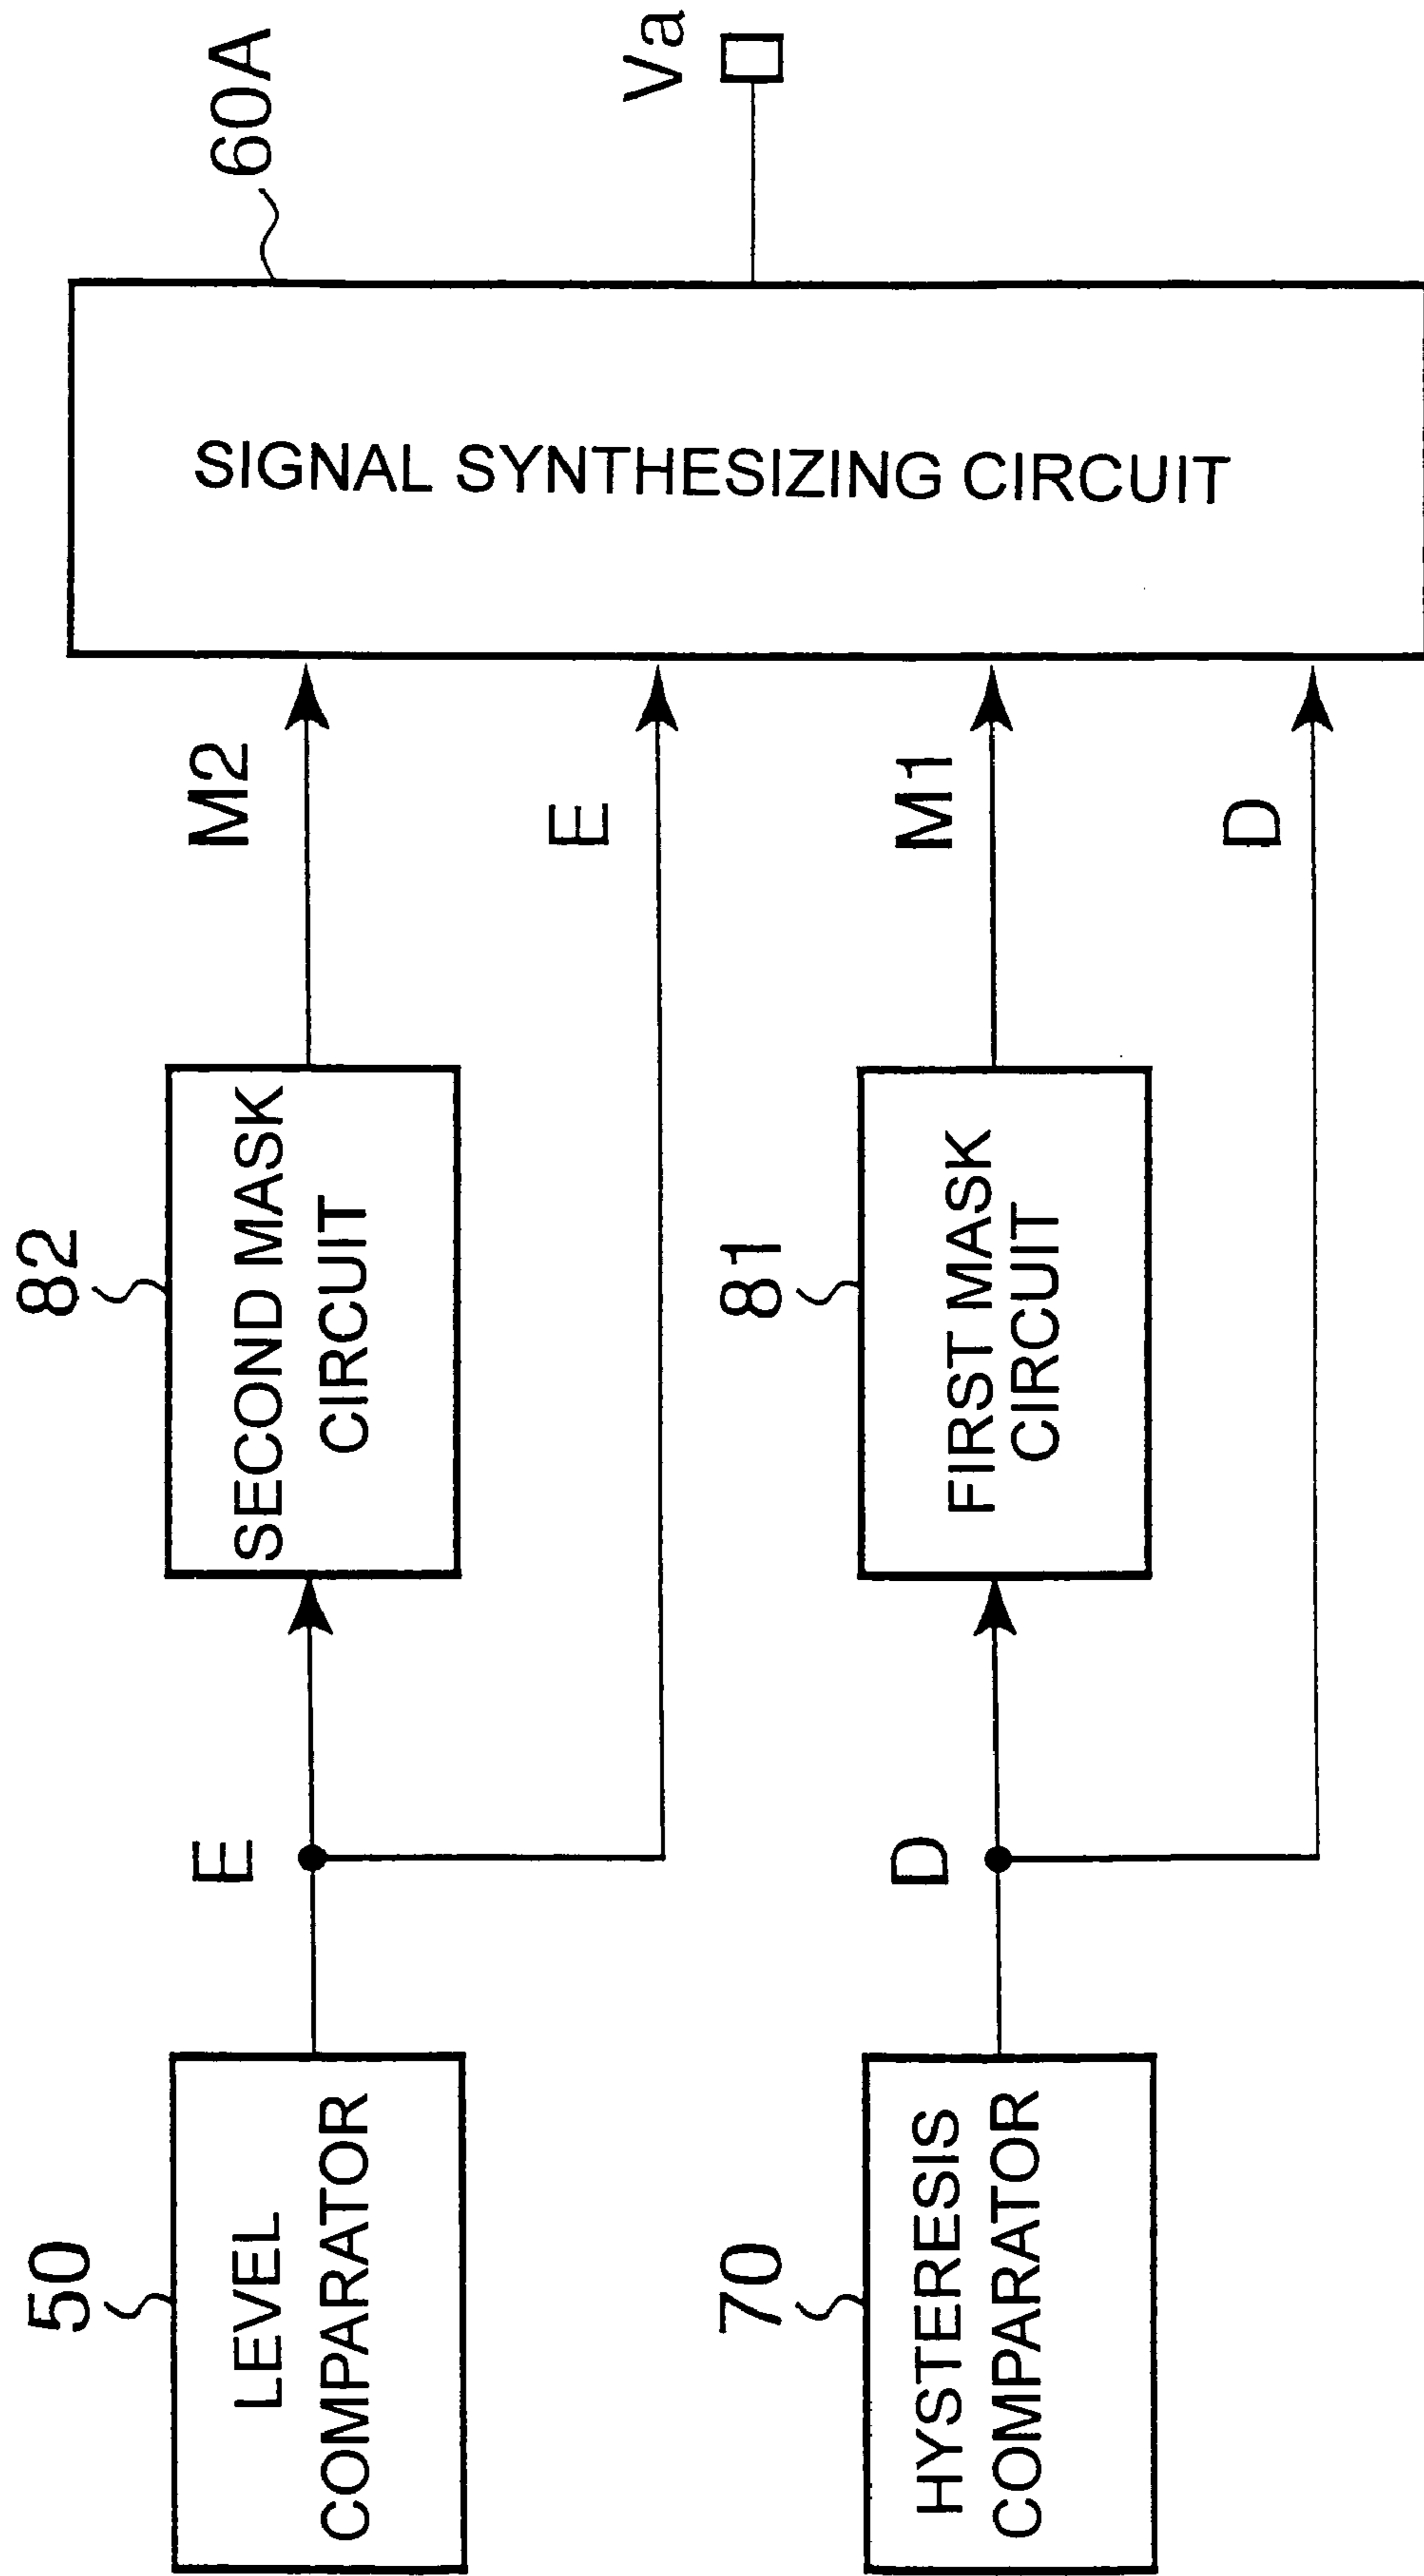 50
LEVEL
COMPARATOR
E
82
SECOND MASK
CIRCUIT
M2
E
60A
SIGNAL SYNTHESIZING CIRCUIT
Va
70
HYSTERESIS
COMPARATOR
D
81
FIRST MASK
CIRCUIT
M1
D